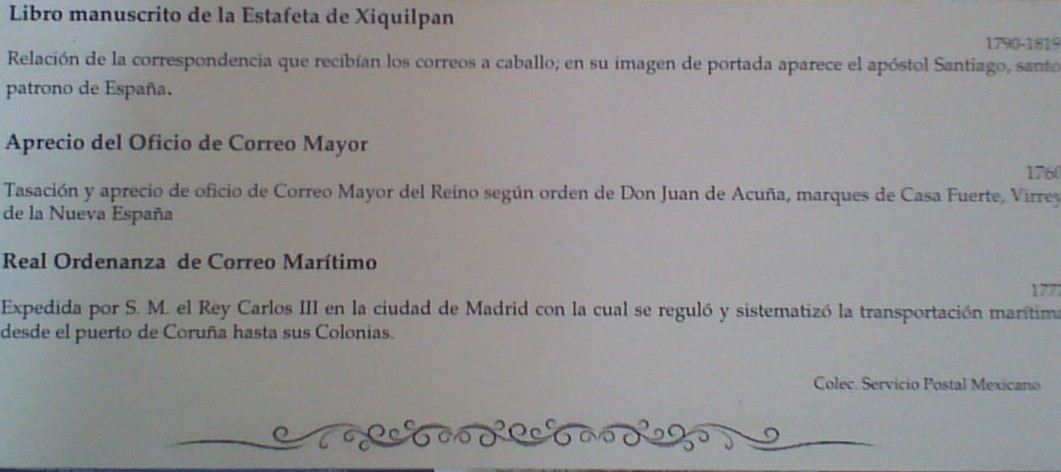 Libro manuscrito de la Estafeta de Xiquilpan
1790-1819
Relación de la correspondencia que recibían los correos a caballo; en su imagen de portada aparece el apóstol Santiago, santo
patrono de España.
Aprecio del Oficio de Correo Mayor
1760
Tasación y aprecio de oficio de Correo Mayor del Reino según orden de Don Juan de Acuña, marques de Casa Fuerte, Virrey
de la Nueva España
Real Ordenanza de Correo Marítimo
1777
Expedida por S. M. el Rey Carlos III en la ciudad de Madrid con la cual se reguló y sistematizó la transportación marítima
desde el puerto de Coruña hasta sus Colonias.
Colec. Servicio Postal Mexicano